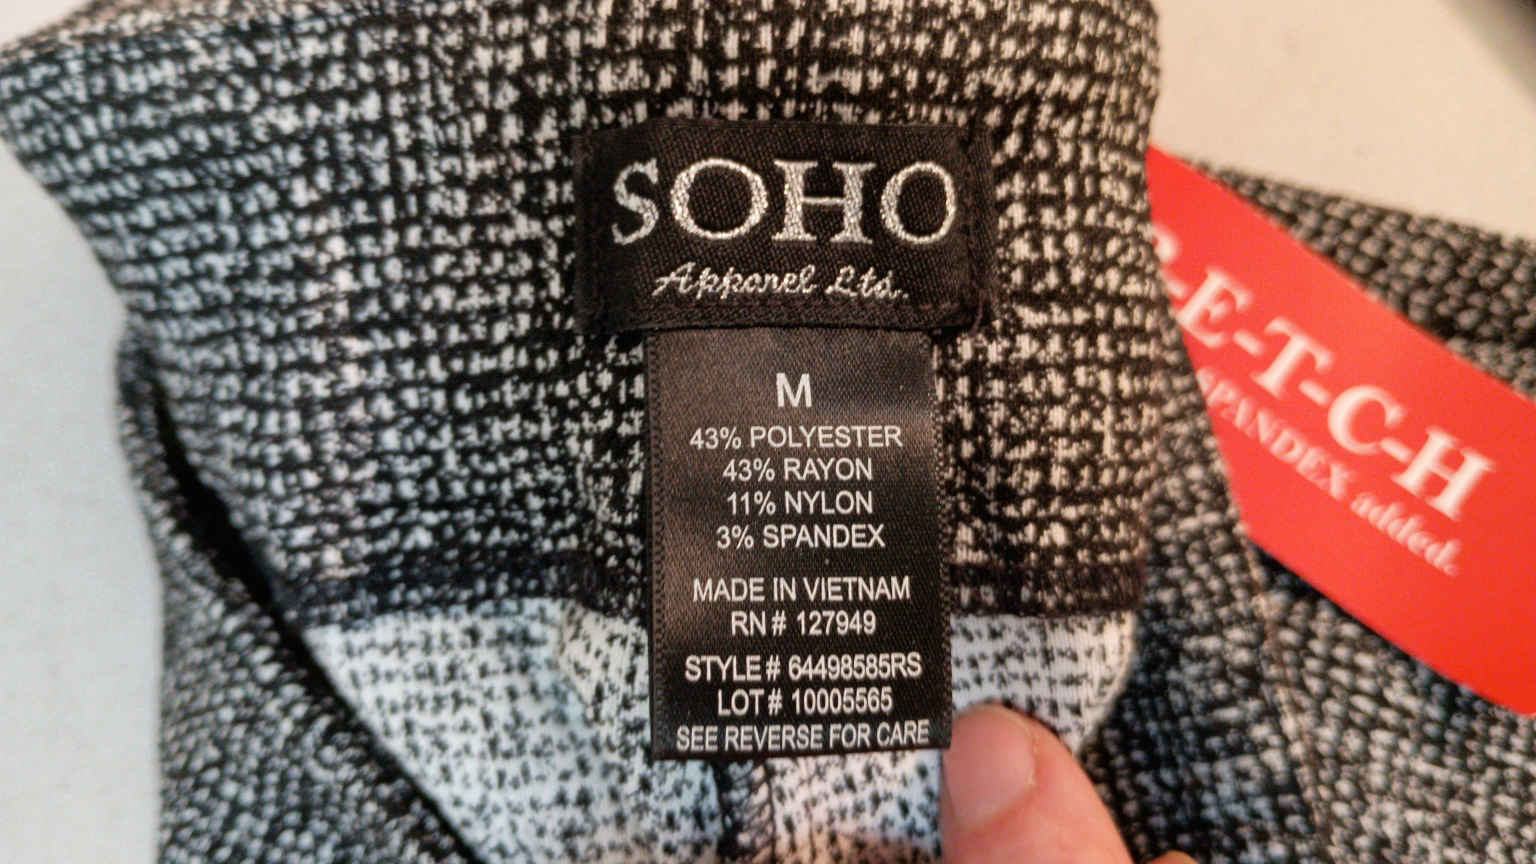 SOHO
Apparel Ltd.
M
43% POLYESTER
43% RAYON
11% NYLON
3% SPANDEX
MADE IN VIETNAM
RN # 127949
STYLE # 64498585RS
LOT # 10005565
SEE REVERSE FOR CARE
-E-T-C-H
SPANDEX added.